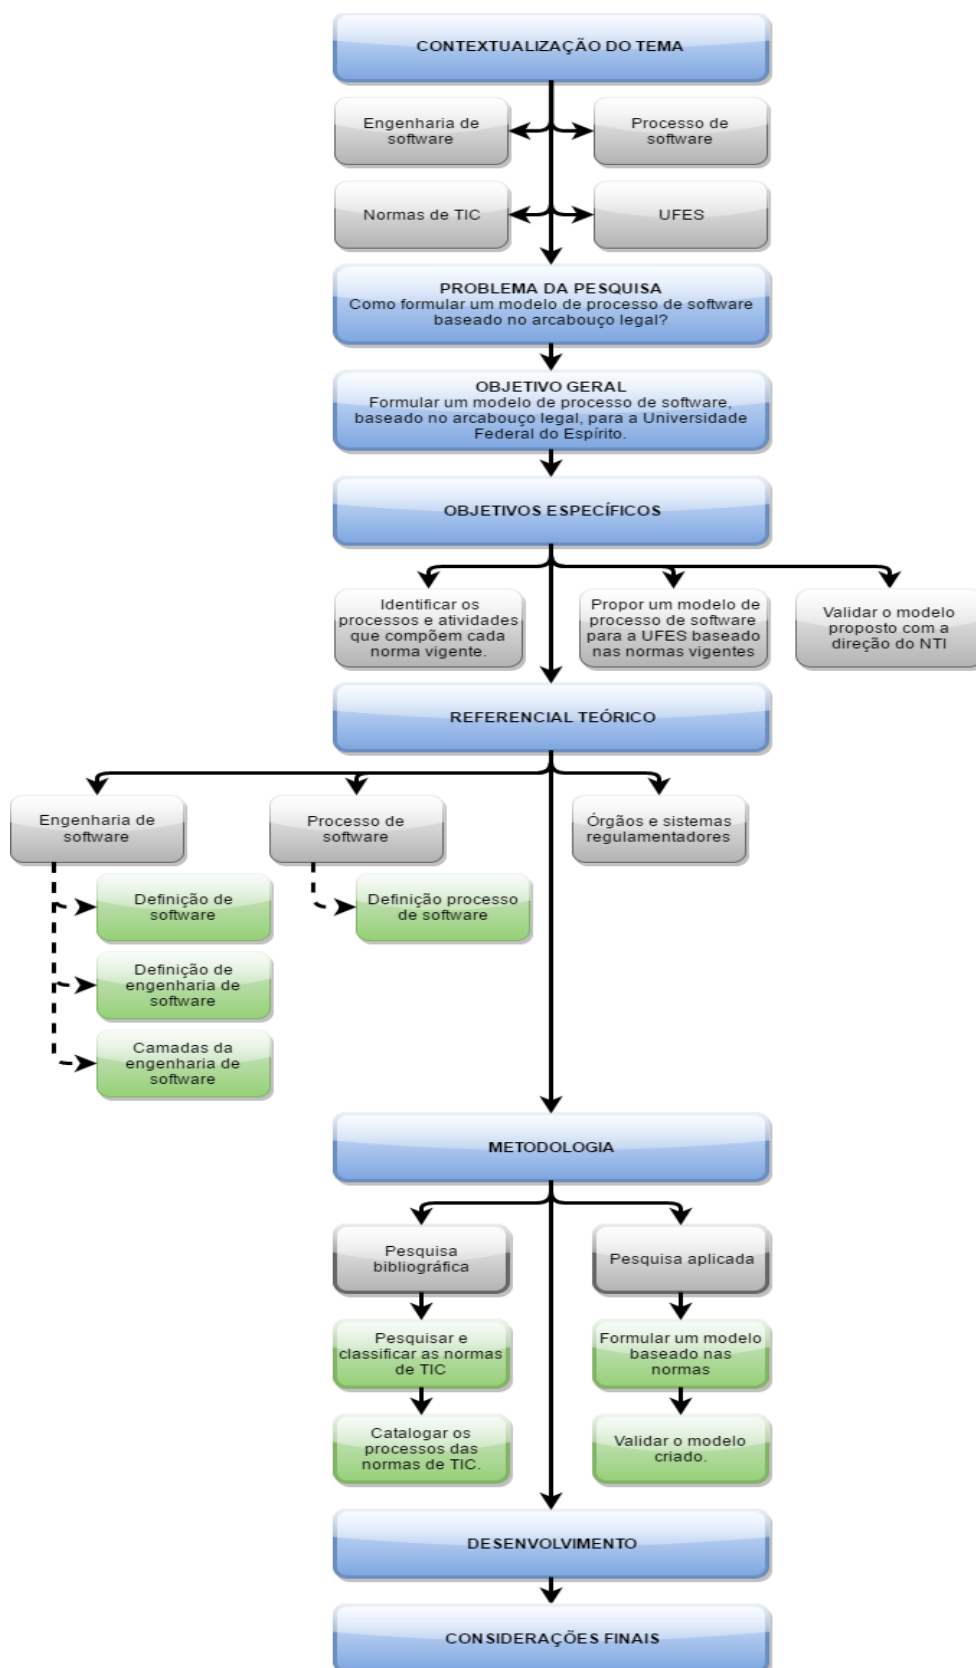 CONTEXTUALIZAÇÃO DO TEMA
Engenharia de
software
Processo de
software
Normas de TIC
UFES
PROBLEMA DA PESQUISA
Como formular um modelo de processo de software
baseado no arcabouço legal?
OBJETIVO GERAL
Formular um modelo de processo de software,
baseado no arcabouço legal, para a Universidade
Federal do Espírito.
OBJETIVOS ESPECÍFICOS
Identificar os
processos e atividades
que compõem cada
norma vigente.
Propor um modelo de
processo de software
para a UFES baseado
nas normas vigentes
Validar o modelo
proposto com a
direção do NTI
REFERENCIAL TEÓRICO
Engenharia de
software
Processo de
software
Órgãos e sistemas
regulamentadores
Definição de
software
Definição processo
de software
Definição de
engenharia de
software
Camadas da
engenharia de
software
METODOLOGIA
Pesquisa
bibliográfica
Pesquisa aplicada
Pesquisar e
classificar as normas
de TIC
Formular um modelo
baseado nas
normas
Catalogar os
processos das
normas de TIC.
Validar o modelo
criado.
DESENVOLVIMENTO
CONSIDERAÇÕES FINAIS